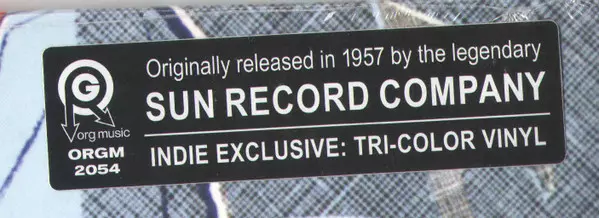 G
org music
ORGM
2054
Originally released in 1957 by the legendary
SUN RECORD COMPANY
INDIE EXCLUSIVE: TRI-COLOR VINYL